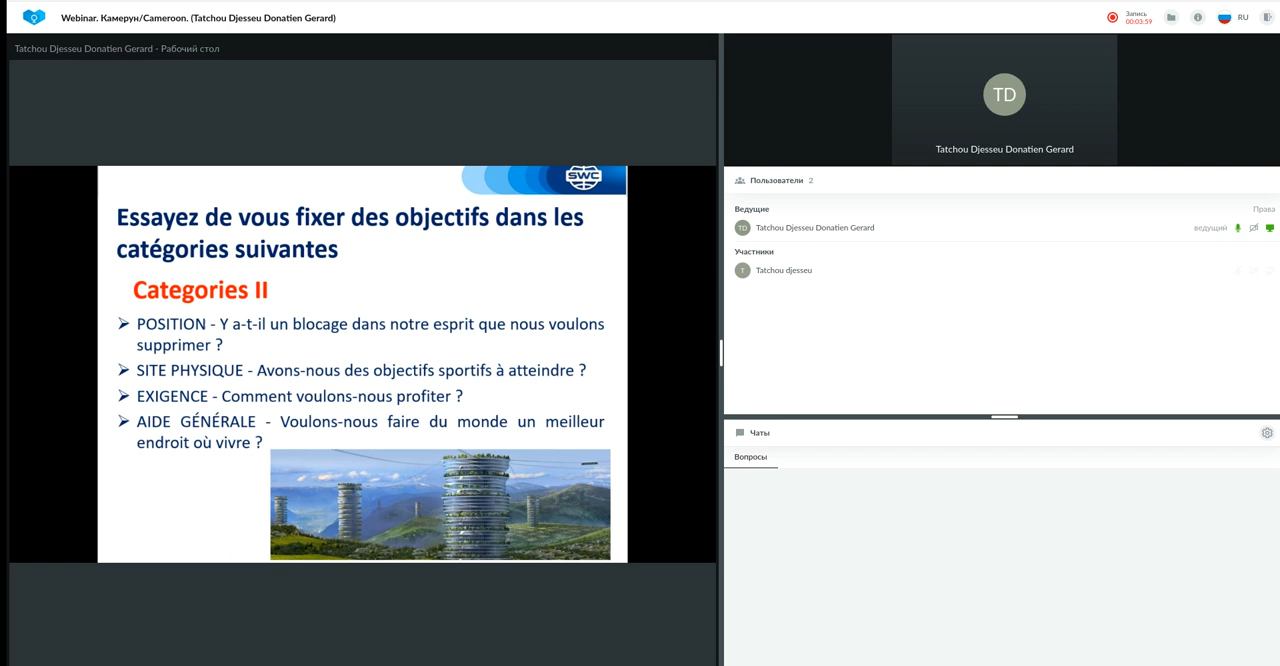 Webinar. Камерун/Cameroon. (Tatchou Djesseu Donatien Gerard)
Запись
00:03:59
RU
Tatchou Djesseu Donatien Gerard - Рабочий стол
SWC
Essayez de vous fixer des objectifs dans les
catégories suivantes
Categories II
➢ POSITION - Y a-t-il un blocage dans notre esprit que nous voulons
supprimer ?
➢ SITE PHYSIQUE - Avons-nous des objectifs sportifs à atteindre ?
➢ EXIGENCE - Comment voulons-nous profiter ?
➢ AIDE GÉNÉRALE - Voulons-nous faire du monde un meilleur
endroit où vivre ?
TD
Tatchou Djesseu Donatien Gerard
Пользователи 2
Ведущие Права
TD Tatchou Djesseu Donatien Gerard ведущий
Участники
T Tatchou djesseu
Чаты
Вопросы